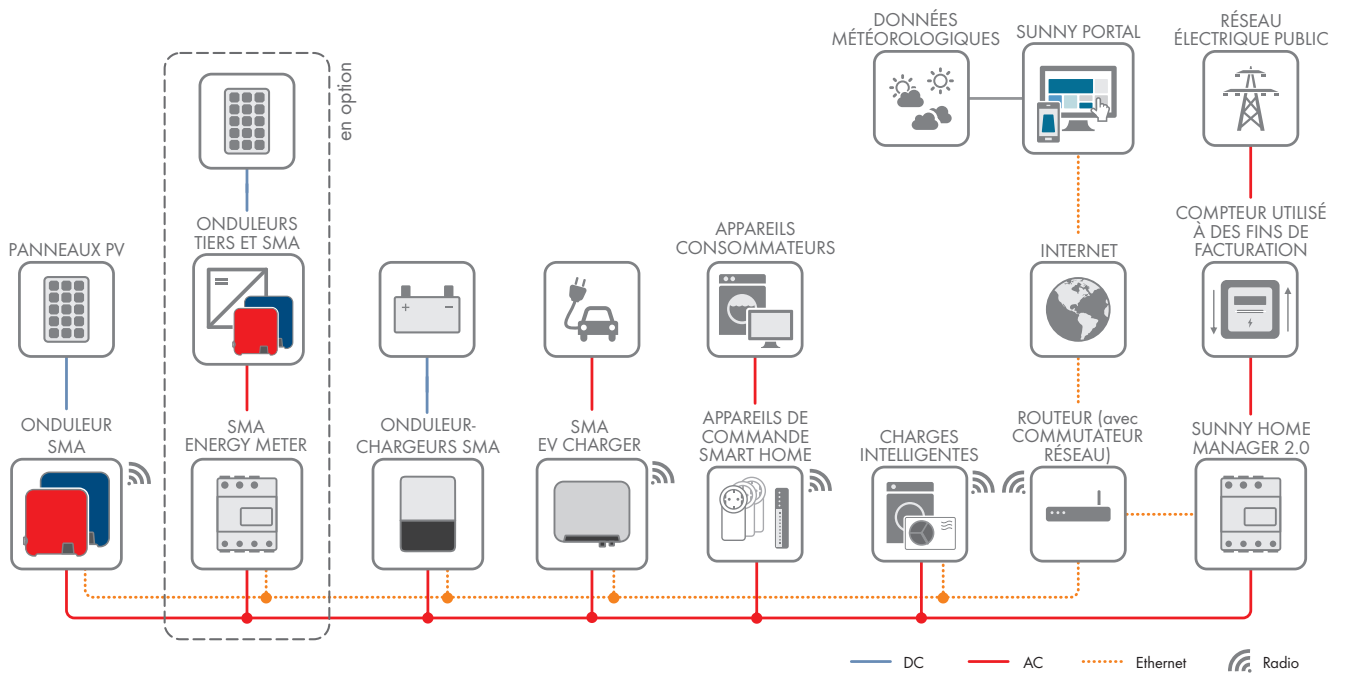 DONNÉES
MÉTÉOROLOGIQUES
SUNNY PORTAL
RÉSEAU
ÉLECTRIQUE PUBLIC
en option
ONDULEURS
TIERS ET SMA
PANNEAUX PV
APPAREILS
CONSOMMATEURS
INTERNET
COMPTEUR UTILISÉ
À DES FINS DE
FACTURATION
+ −
ONDULEUR
SMA
SMA
ENERGY METER
ONDULEUR-
CHARGEURS SMA
SMA
EV CHARGER
APPAREILS DE
COMMANDE
SMART HOME
CHARGES
INTELLIGENTES
ROUTEUR (avec
COMMUTATEUR
RÉSEAU)
SUNNY HOME
MANAGER 2.0
DC
AC
Ethernet
Radio